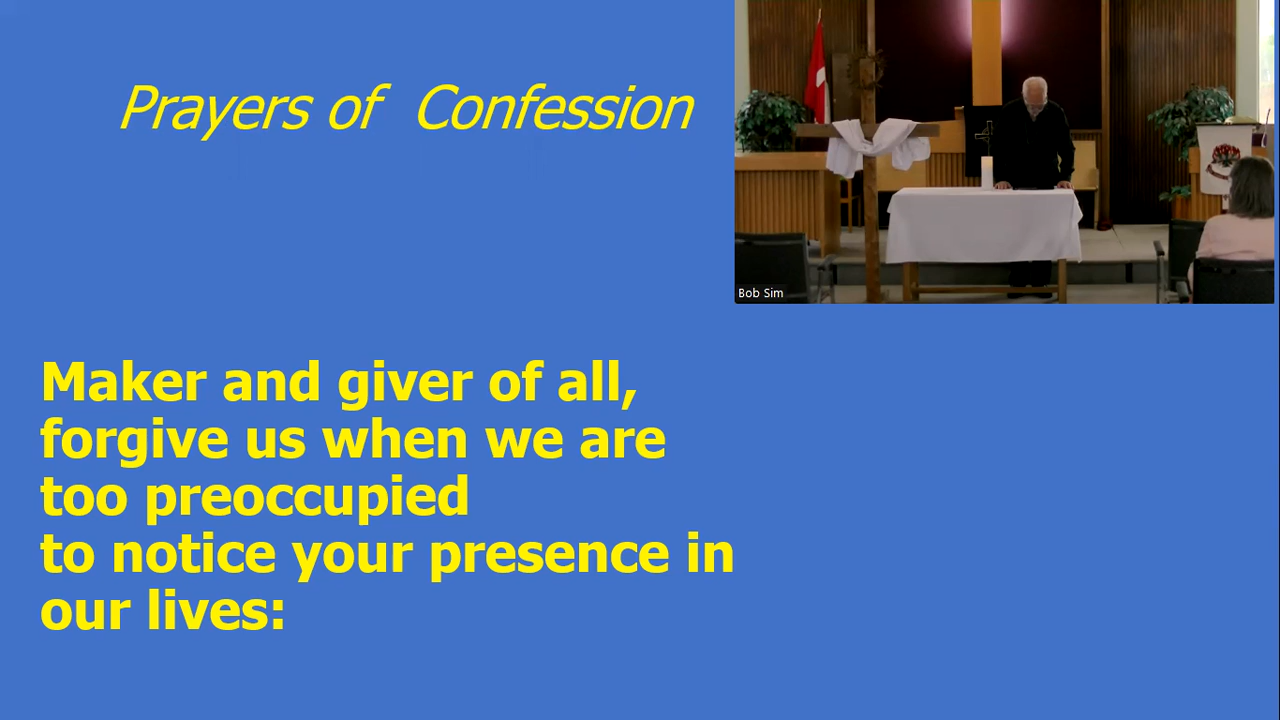 Prayers of Confession
Bob Sim
Maker and giver of all,
forgive us when we are
too preoccupied
to notice your presence in
our lives: